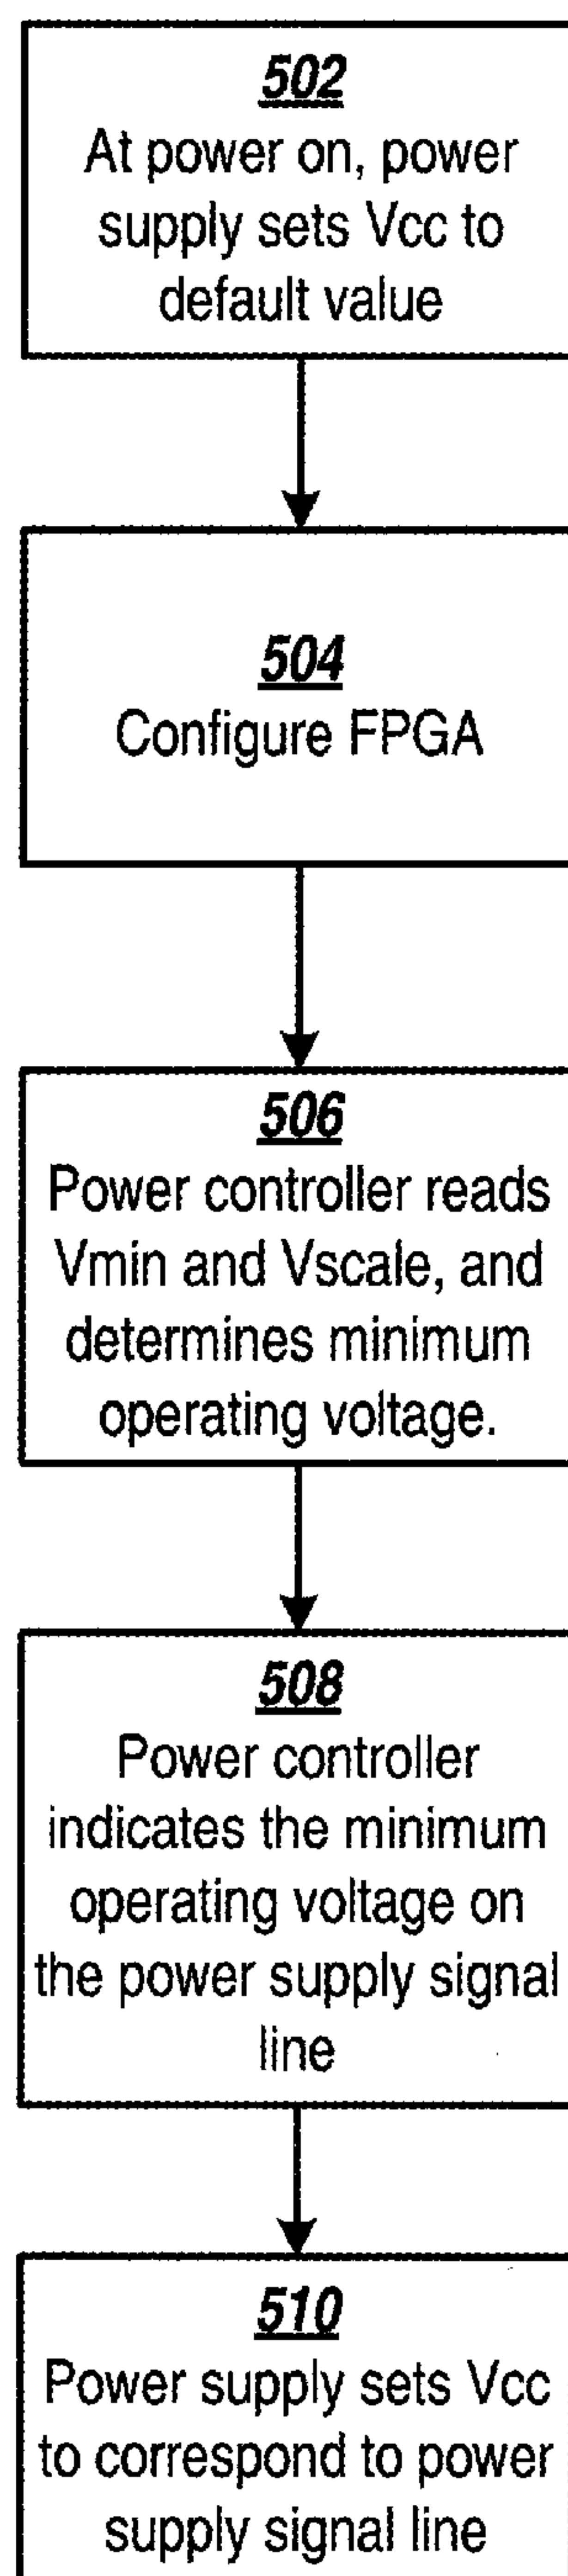 502
At power on, power
supply sets Vcc to
default value
504
Configure FPGA
506
Power controller reads
Vmin and Vscale, and
determines minimum
operating voltage.
508
Power controller
indicates the minimum
operating voltage on
the power supply signal
line
510
Power supply sets Vcc
to correspond to power
supply signal line